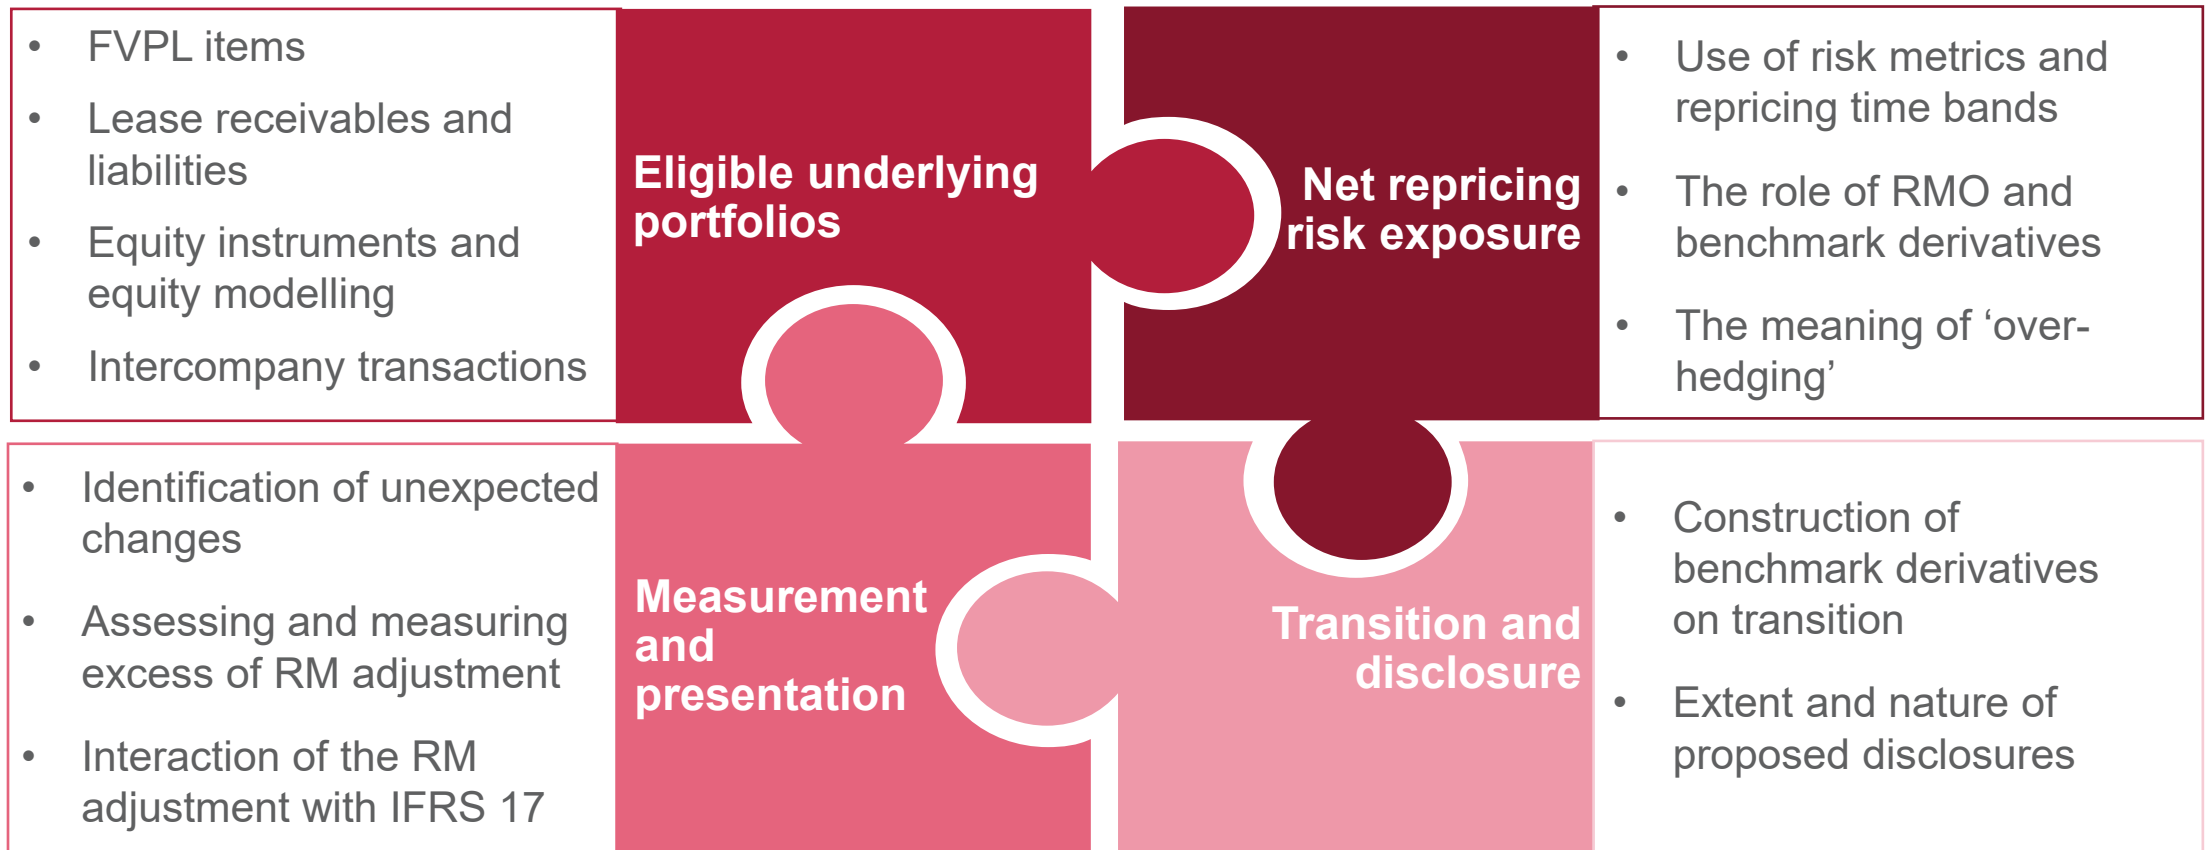 • FVPL items
• Lease receivables and
liabilities
• Equity instruments and
equity modelling
• Intercompany transactions
Eligible underlying
portfolios
Net repricing
risk exposure
• Use of risk metrics and
repricing time bands
• The role of RMO and
benchmark derivatives
• The meaning of ‘over-
hedging’
• Identification of unexpected
changes
• Assessing and measuring
excess of RM adjustment
• Interaction of the RM
adjustment with IFRS 17
Measurement
and
presentation
Transition and
disclosure
• Construction of
benchmark derivatives
on transition
• Extent and nature of
proposed disclosures